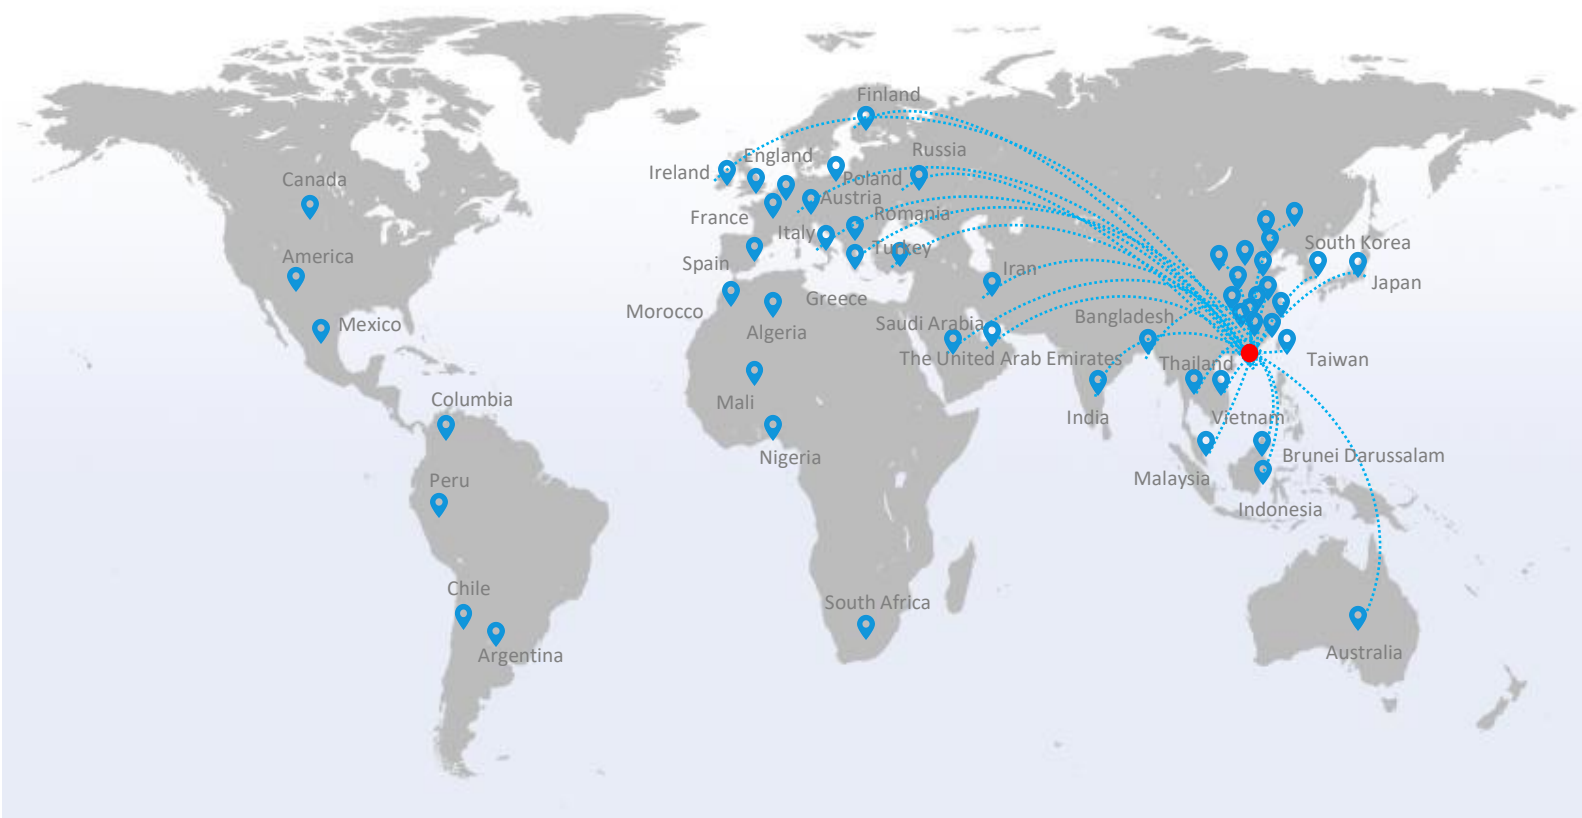 Finland
England
Russia
Ireland
Poland
Canada
Austria
France
Romania
Italy
South Korea
America
Turkey
Spain
Iran
Japan
Greece
Morocco
Bangladesh
Mexico
Algeria
Saudi Arabia
The United Arab Emirates
Thailand
Taiwan
Columbia
Mali
India
Vietnam
Nigeria
Brunei Darussalam
Peru
Malaysia
Indonesia
Chile
South Africa
Argentina
Australia